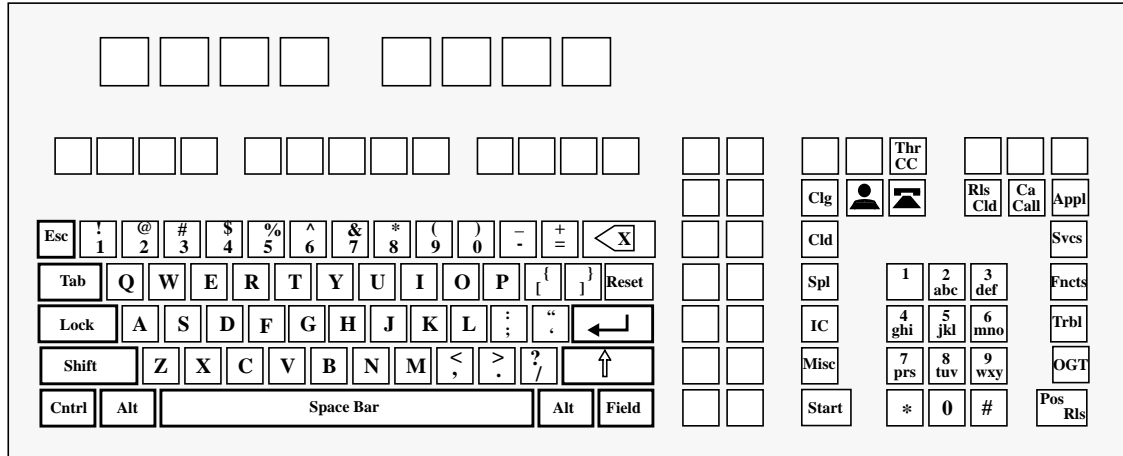 Thr
CC
Clg
Rls
Cld
Ca
Call
Appl
Esc
!
1
@
2
#
3
$
4
%
5
^
6
&
7
*
8
(
9
)
0
–
-
+
=
X
Cld
Svcs
Tab
Q
W
E
R
T
Y
U
I
O
P
{
[
}
]
Reset
Spl
1
2
abc
3
def
Fncts
Lock
A
S
D
F
G
H
J
K
L
:
;
“
‘
IC
4
ghi
5
jkl
6
mno
Trbl
Shift
Z
X
C
V
B
N
M
<
,
>
.
?
/
Misc
7
prs
8
tuv
9
wxy
OGT
Cntrl
Alt
Space Bar
Alt
Field
Start
*
0
#
Pos
Rls